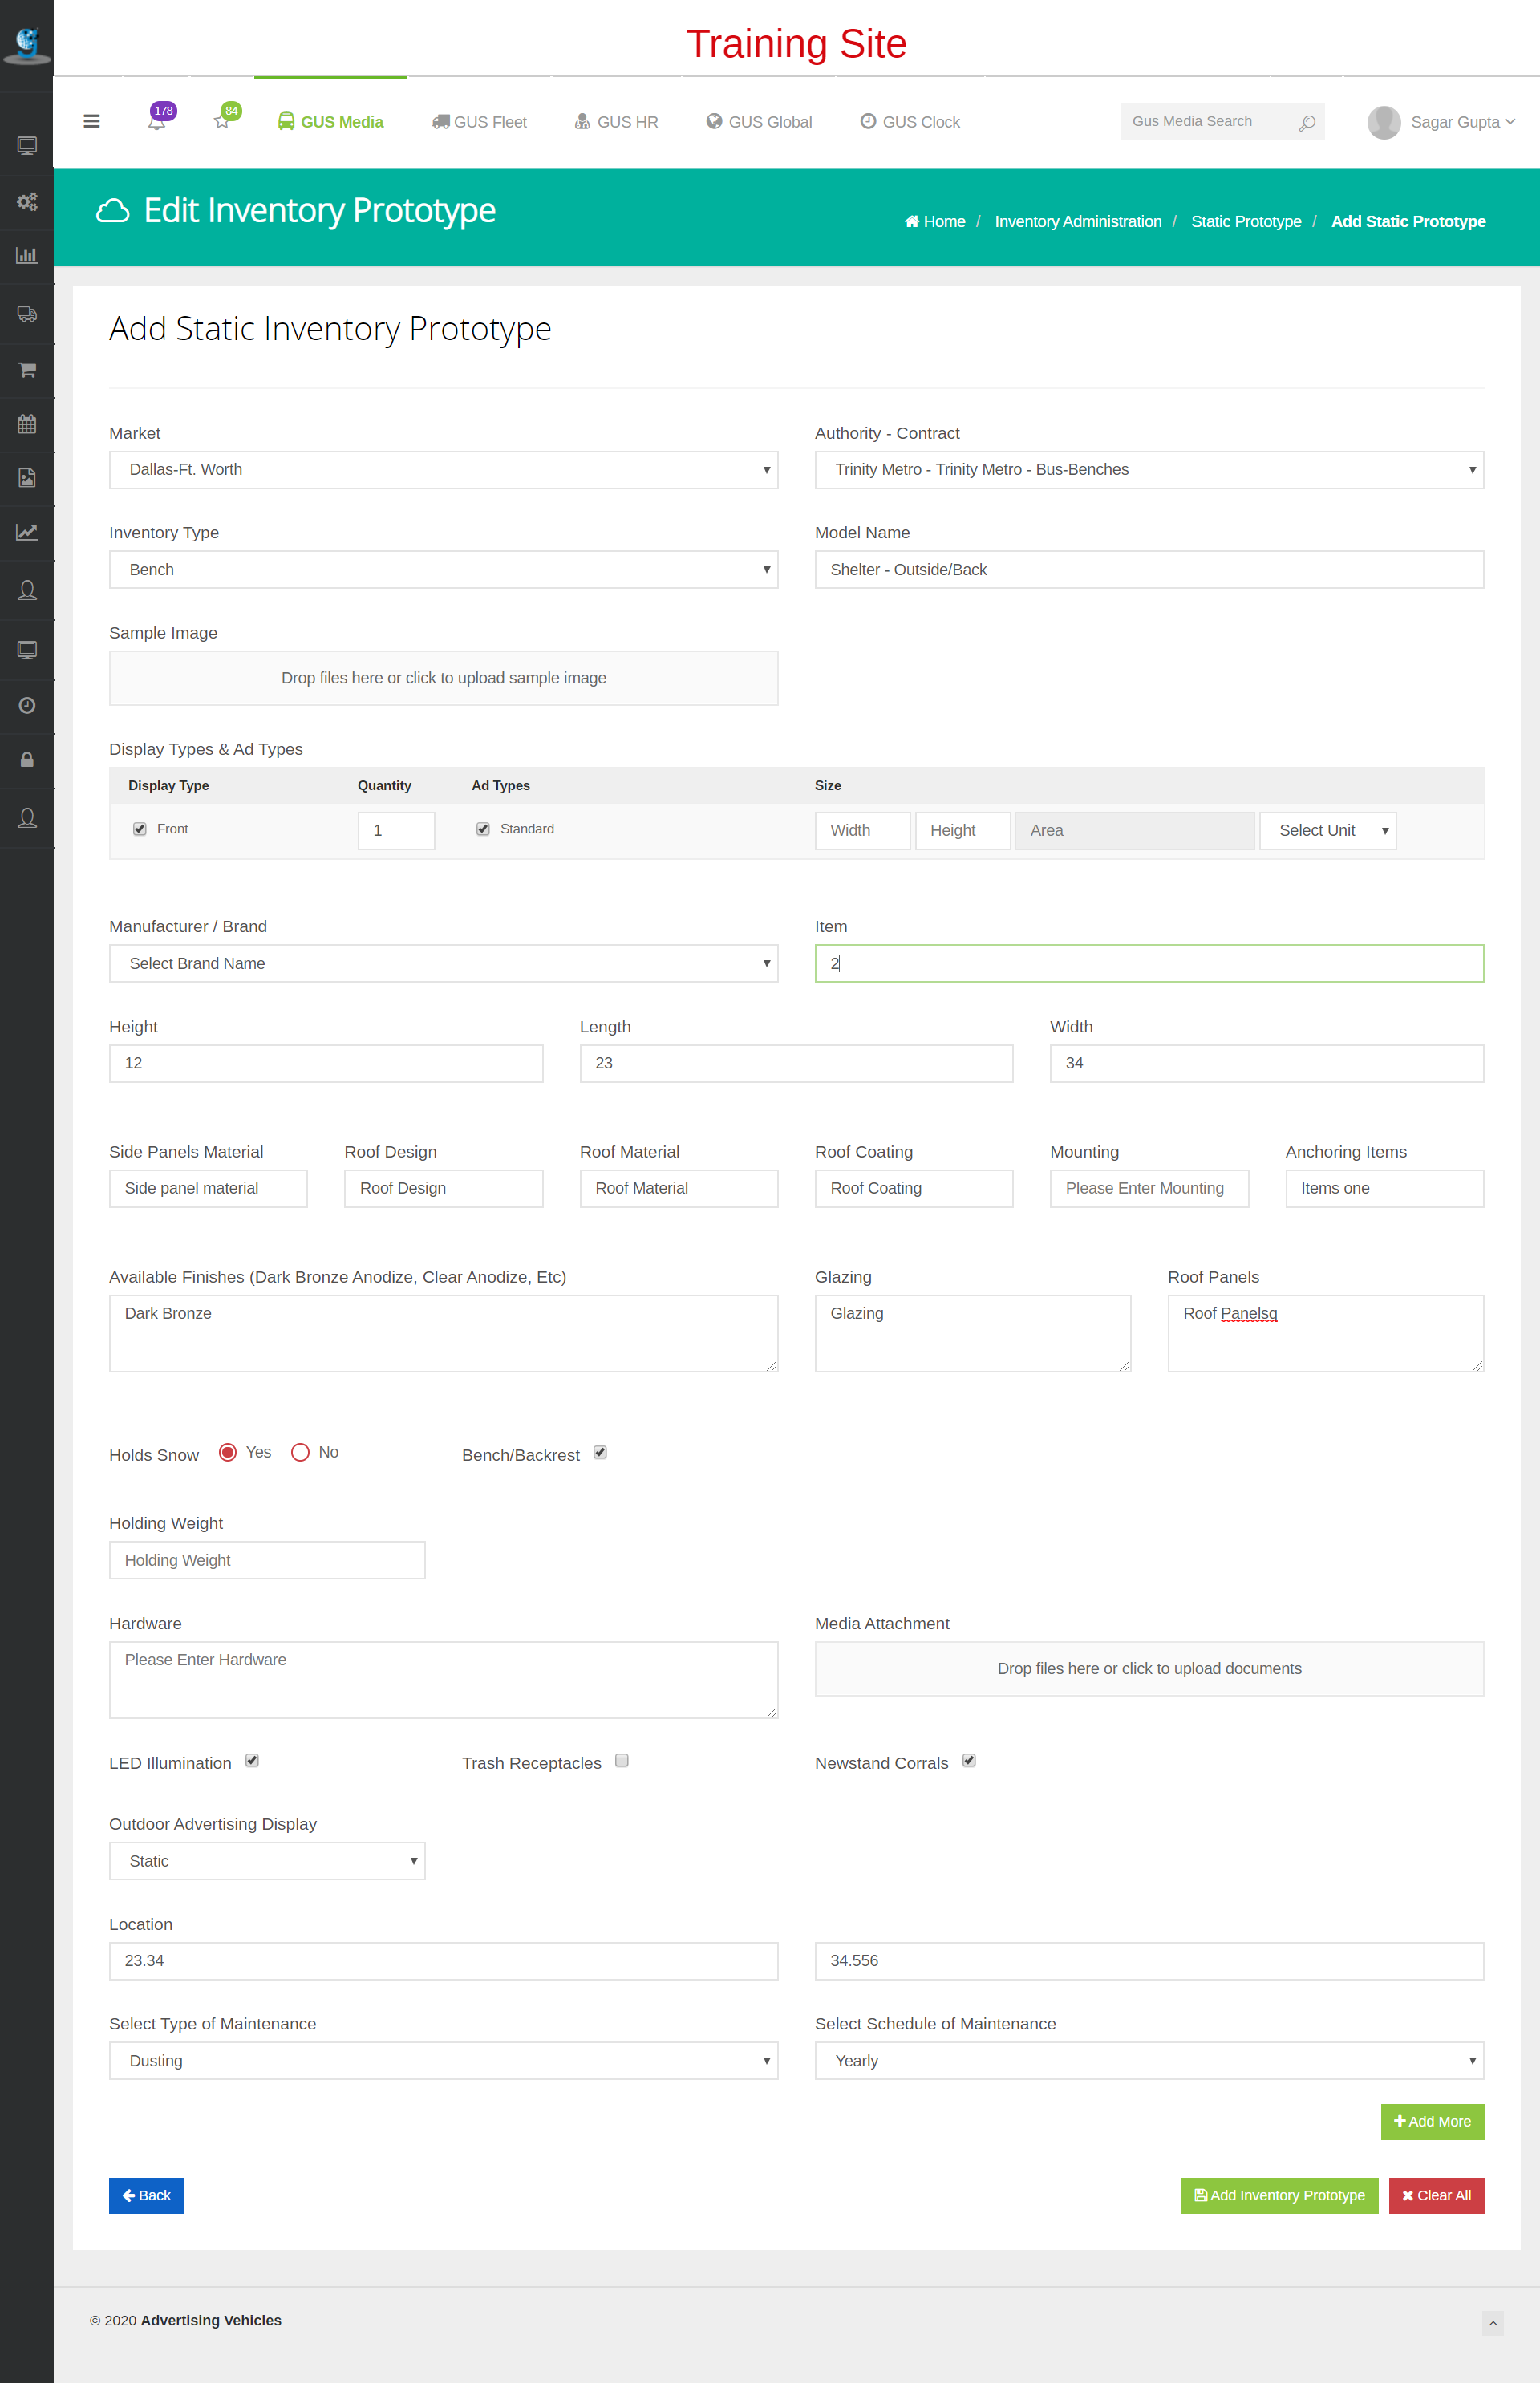 Training Site
178
84
GUS Media
GUS Fleet
GUS HR
GUS Global
GUS Clock
Gus Media Search
Sagar Gupta
Edit Inventory Prototype
Home / Inventory Administration / Static Prototype / Add Static Prototype
Add Static Inventory Prototype
Market
Authority - Contract
Dallas-Ft. Worth
Trinity Metro - Trinity Metro - Bus-Benches
Inventory Type
Model Name
Bench
Shelter - Outside/Back
Sample Image
Drop files here or click to upload sample image
Display Types & Ad Types
Display Type Quantity Ad Types Size
Front 1 Standard Width Height Area Select Unit
Manufacturer / Brand
Item
Select Brand Name
2
Height Length Width
12 23 34
Side Panels Material Roof Design Roof Material Roof Coating Mounting Anchoring Items
Side panel material Roof Design Roof Material Roof Coating Please Enter Mounting Items one
Available Finishes (Dark Bronze Anodize, Clear Anodize, Etc) Glazing Roof Panels
Dark Bronze Glazing Roof Panelsq
Holds Snow Yes No Bench/Backrest
Holding Weight
Holding Weight
Hardware Media Attachment
Please Enter Hardware
Drop files here or click to upload documents
LED Illumination Trash Receptacles Newstand Corrals
Outdoor Advertising Display
Static
Location
23.34 34.556
Select Type of Maintenance Select Schedule of Maintenance
Dusting Yearly
Add More
Back Add Inventory Prototype Clear All
© 2020 Advertising Vehicles